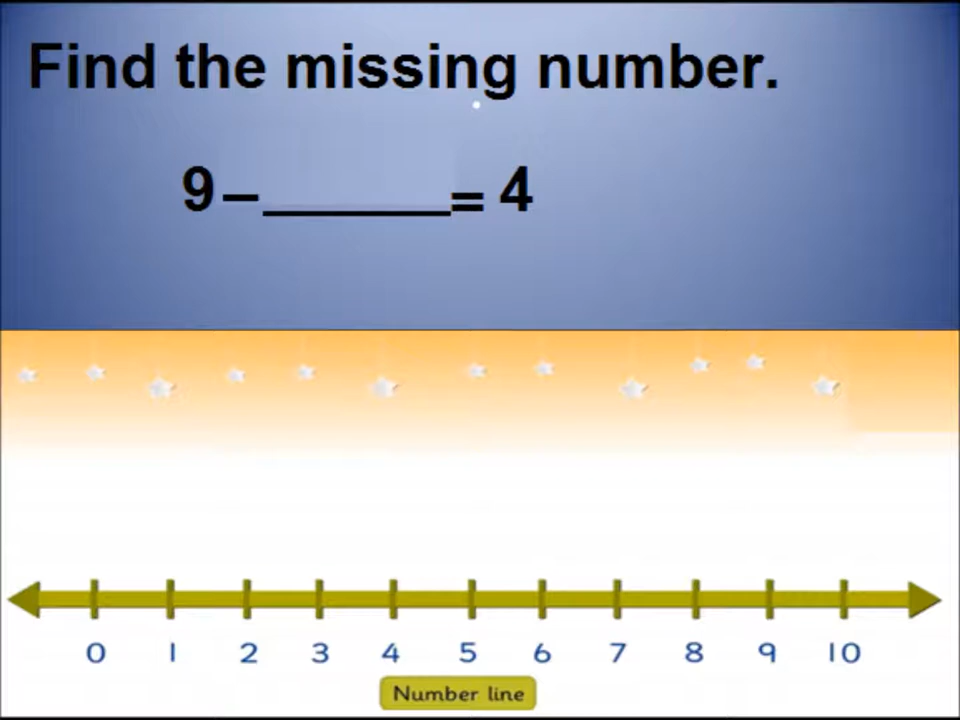 Find the missing number.
9 – _____ = 4
0 1 2 3 4 5 6 7 8 9 10
Number line